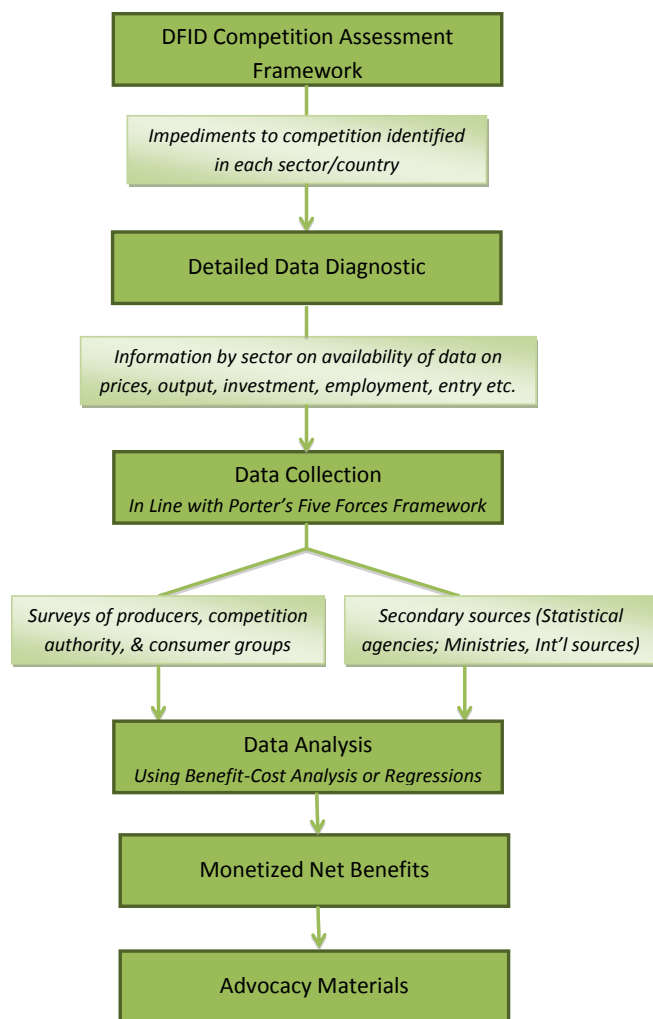 DFID Competition Assessment
Framework
Impediments to competition identified
in each sector/country
Detailed Data Diagnostic
Information by sector on availability of data on
prices, output, investment, employment, entry etc.
Data Collection
In Line with Porter’s Five Forces Framework
Surveys of producers, competition
authority, & consumer groups
Secondary sources (Statistical
agencies; Ministries, Int’l sources)
Data Analysis
Using Benefit-Cost Analysis or Regressions
Monetized Net Benefits
Advocacy Materials